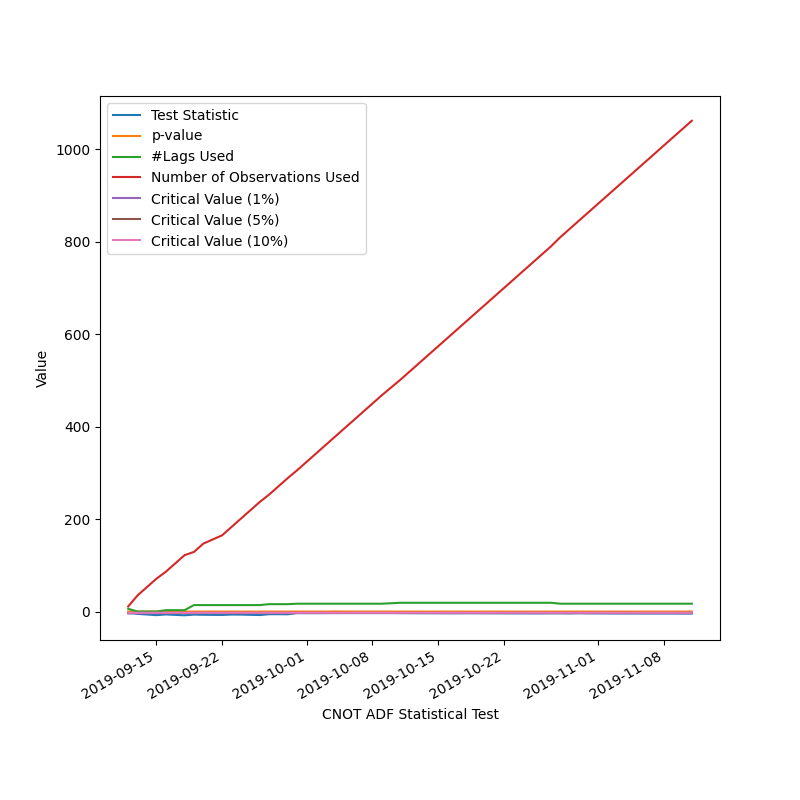 Test Statistic
p-value
#Lags Used
Number of Observations Used
Critical Value (1%)
Critical Value (5%)
Critical Value (10%)
1000
800
600
400
200
0
Value
2019-09-15
2019-09-22
2019-10-01
2019-10-08
2019-10-15
2019-10-22
2019-11-01
2019-11-08
CNOT ADF Statistical Test